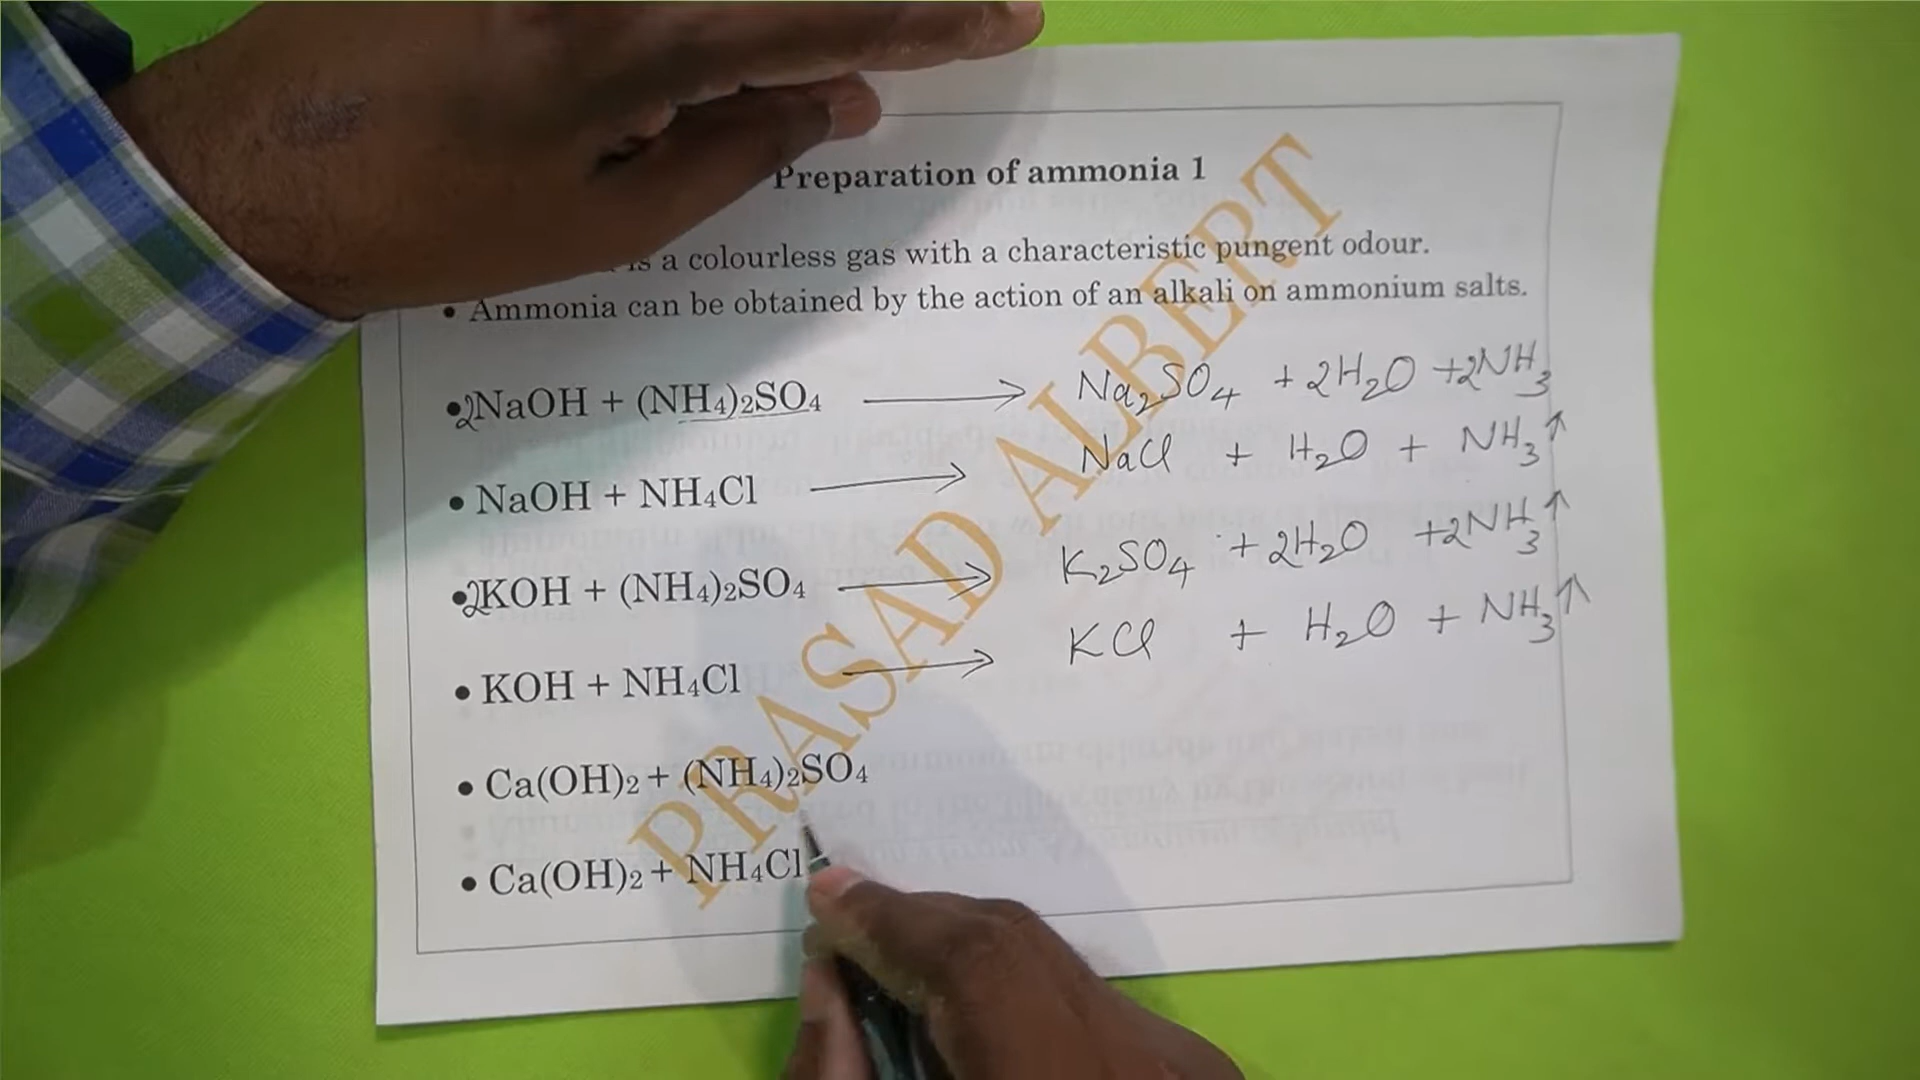 Preparation of ammonia 1
is a colourless gas with a characteristic pungent odour.
• Ammonia can be obtained by the action of an alkali on ammonium salts.
• 2NaOH + (NH₄)₂SO₄ ⟶ Na₂SO₄ + 2H₂O + 2NH₃
• NaOH + NH₄Cl ⟶ NaCl + H₂O + NH₃↑
• 2KOH + (NH₄)₂SO₄ ⟶ K₂SO₄ + 2H₂O + 2NH₃↑
• KOH + NH₄Cl ⟶ KCl + H₂O + NH₃↑
• Ca(OH)₂ + (NH₄)₂SO₄
• Ca(OH)₂ + NH₄Cl
PRASAD ALBERT